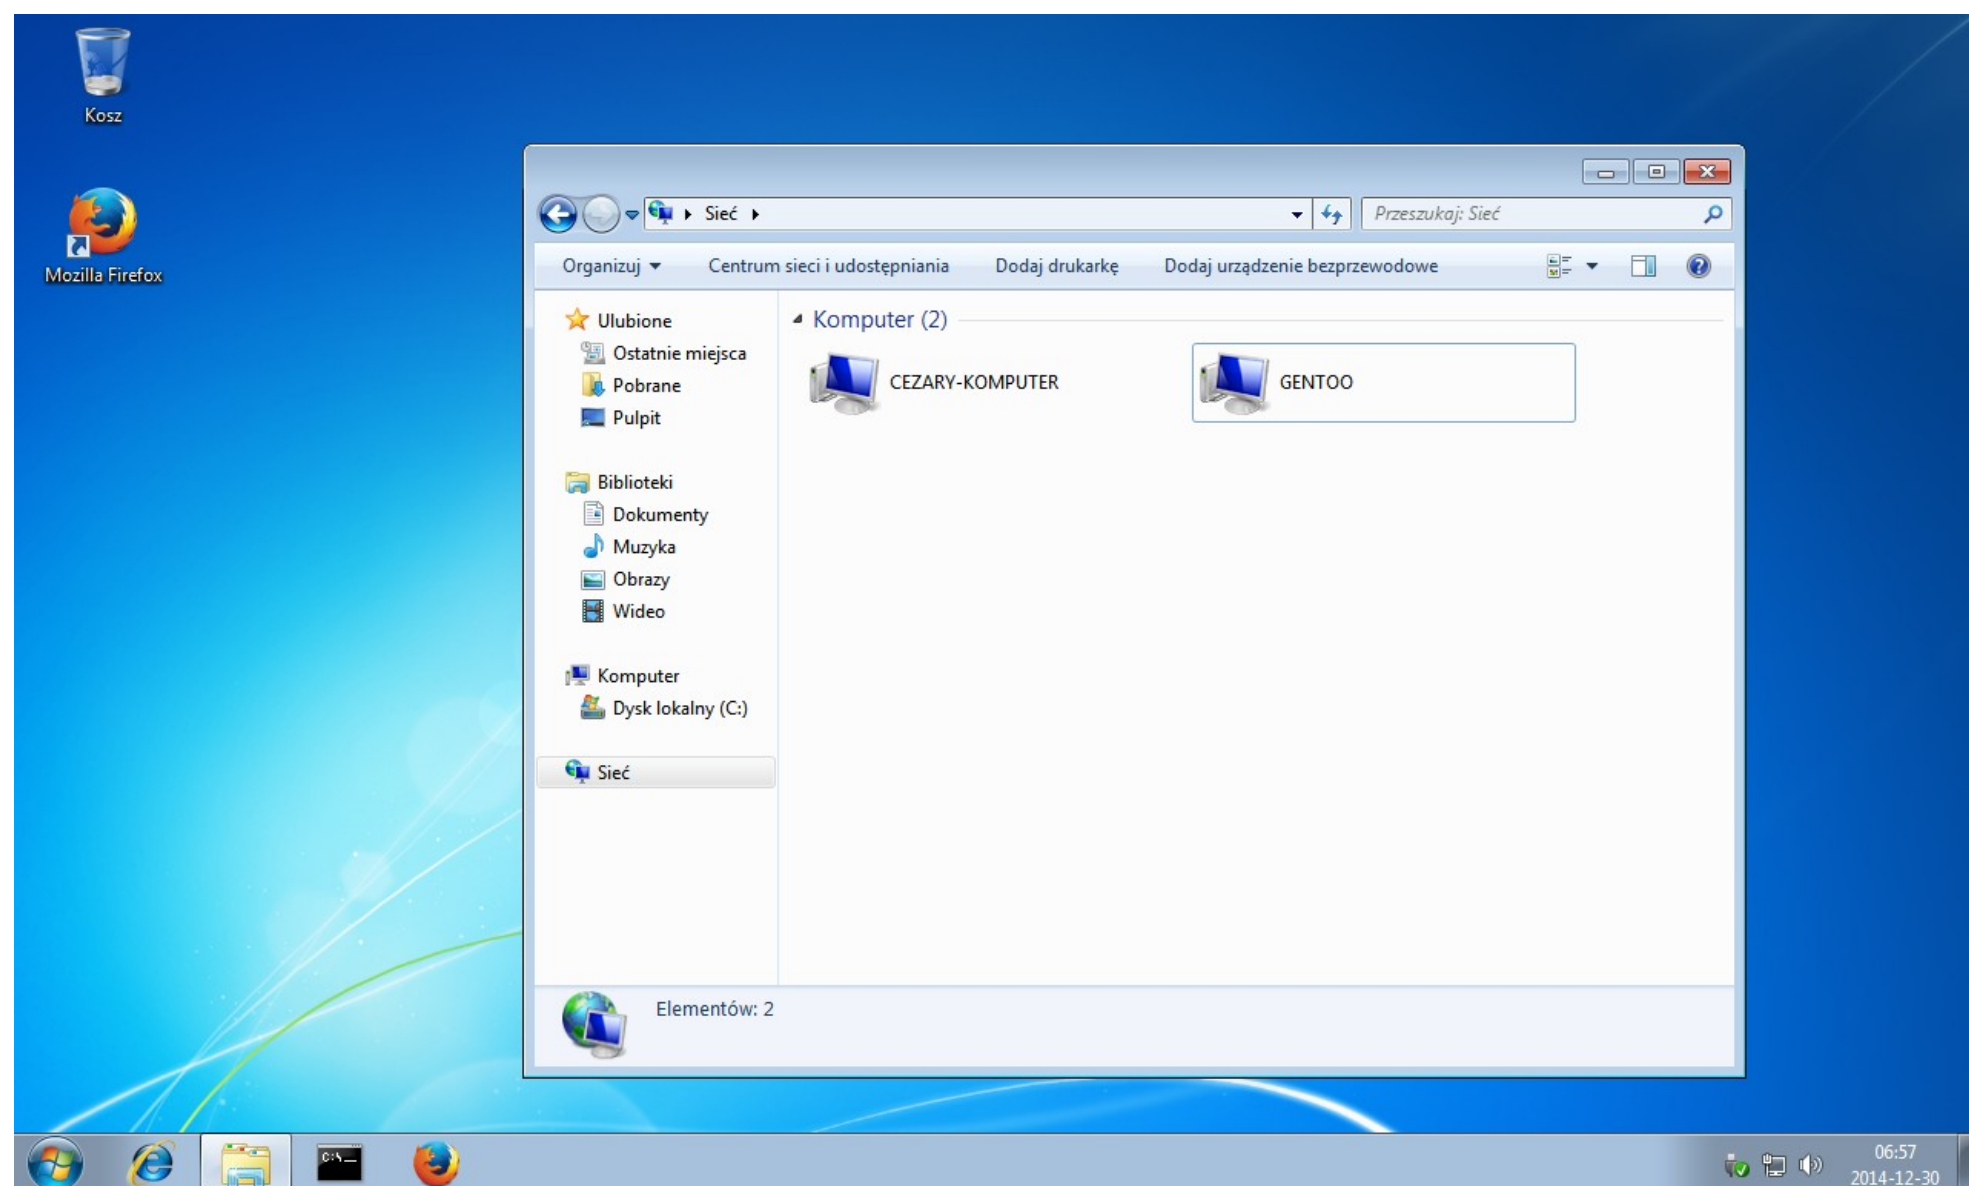 Kosz
Mozilla Firefox
Sieć
Przeszukaj: Sieć
Organizuj
Centrum sieci i udostępniania
Dodaj drukarkę
Dodaj urządzenie bezprzewodowe
Ulubione
Ostatnie miejsca
Pobrane
Pulpit
Biblioteki
Dokumenty
Muzyka
Obrazy
Wideo
Komputer
Dysk lokalny (C:)
Sieć
Komputer (2)
CEZARY-KOMPUTER
GENTOO
Elementów: 2
C:\_
06:57
2014-12-30